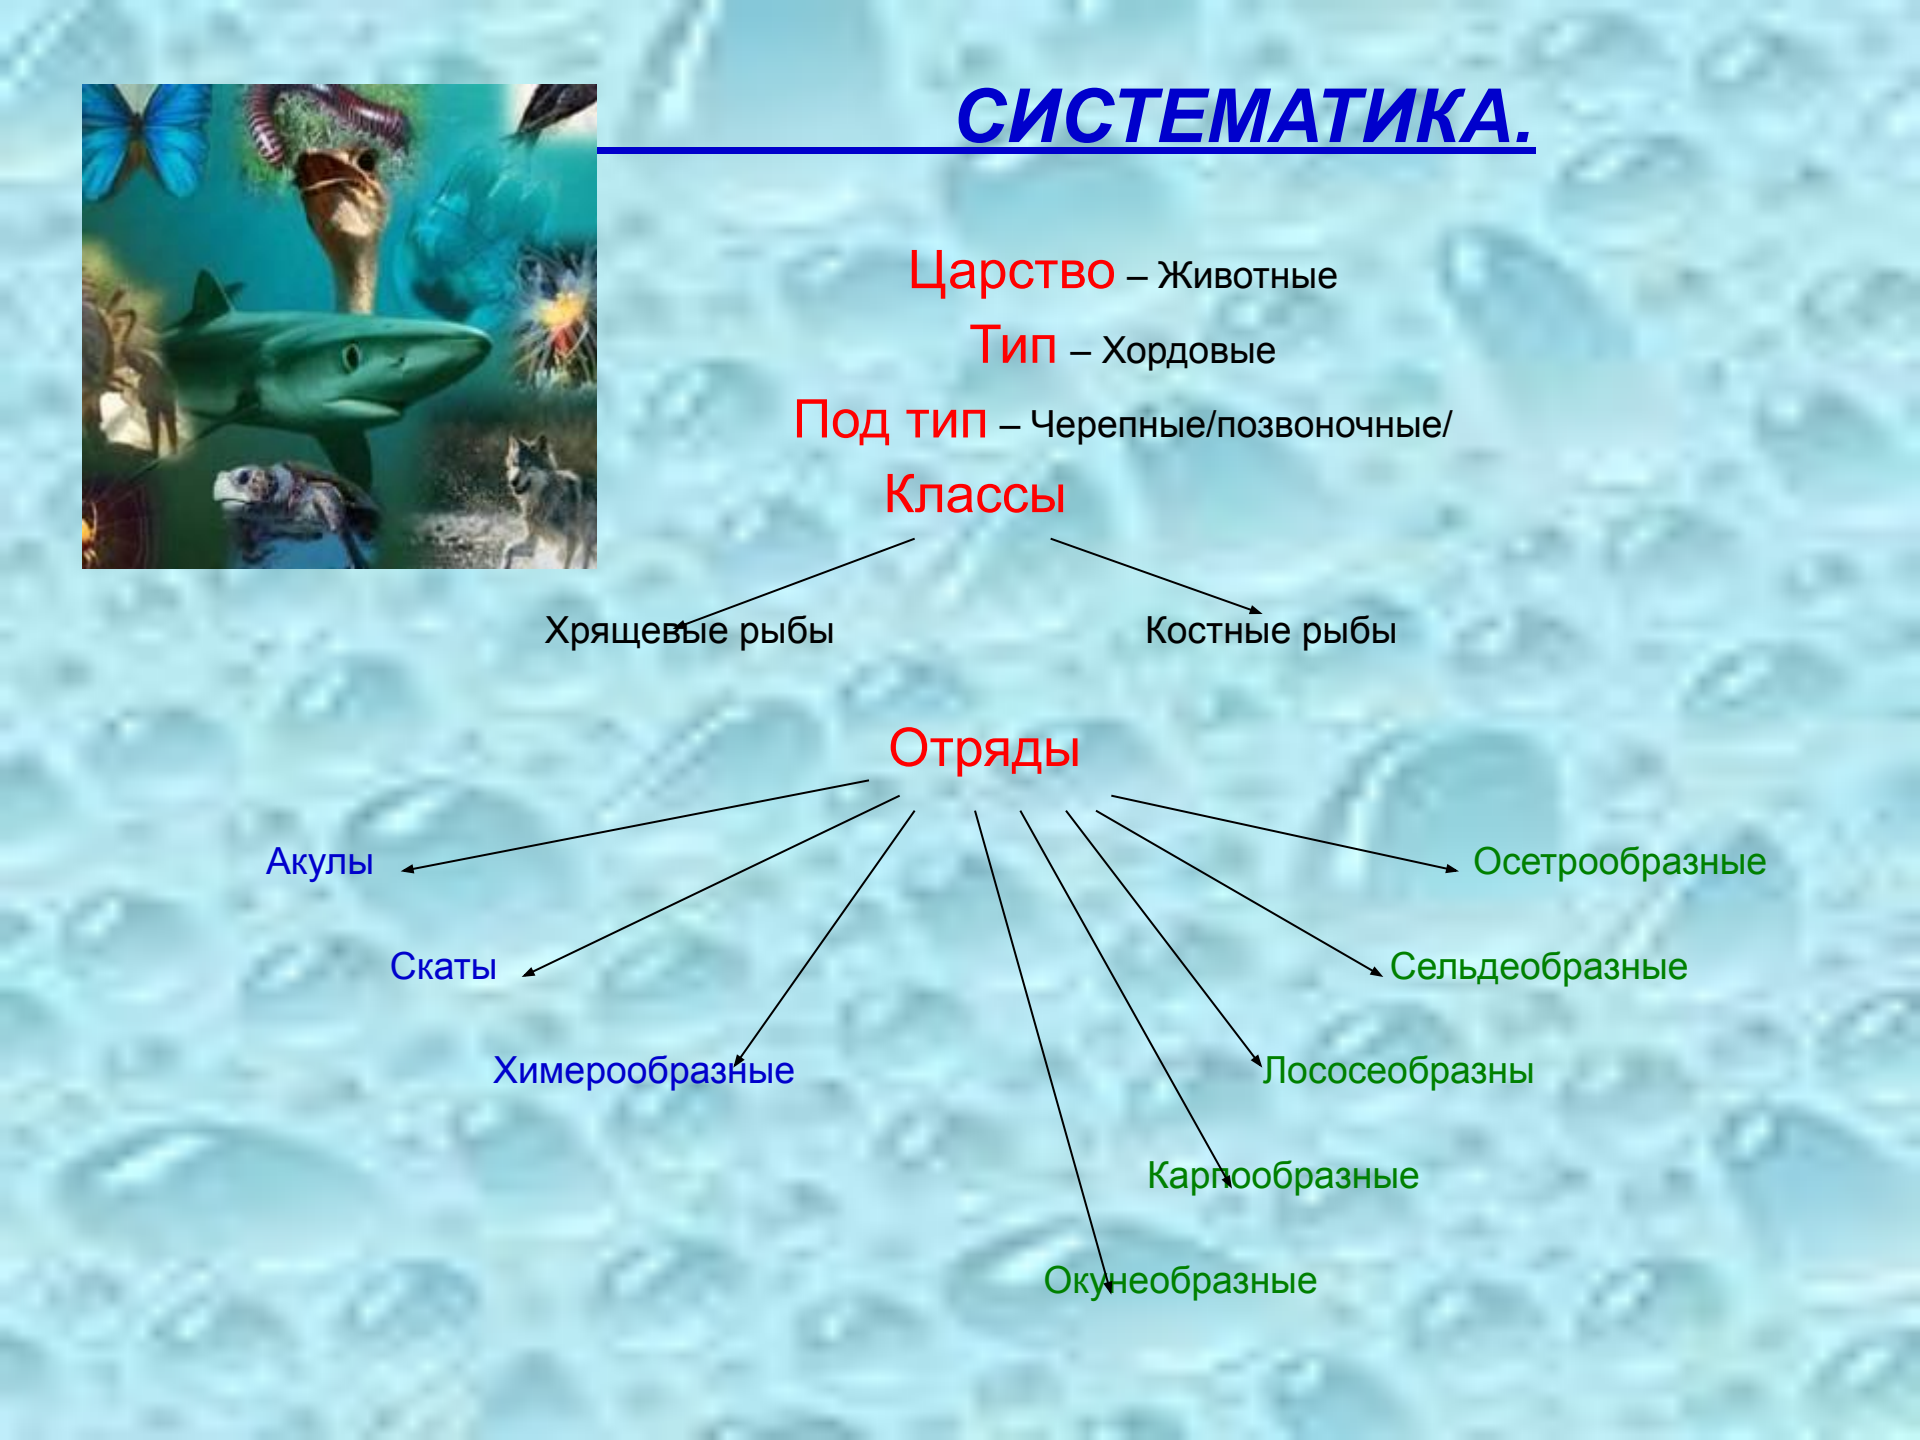 СИСТЕМАТИКА.
Царство – Животные
Тип – Хордовые
Под тип – Черепные/позвоночные/
Классы
Хрящевые рыбы Костные рыбы
Отряды
Акулы Осетрообразные
Скаты Сельдеобразные
Химерообразные Лососеобразны
Карпообразные
Окунеобразные